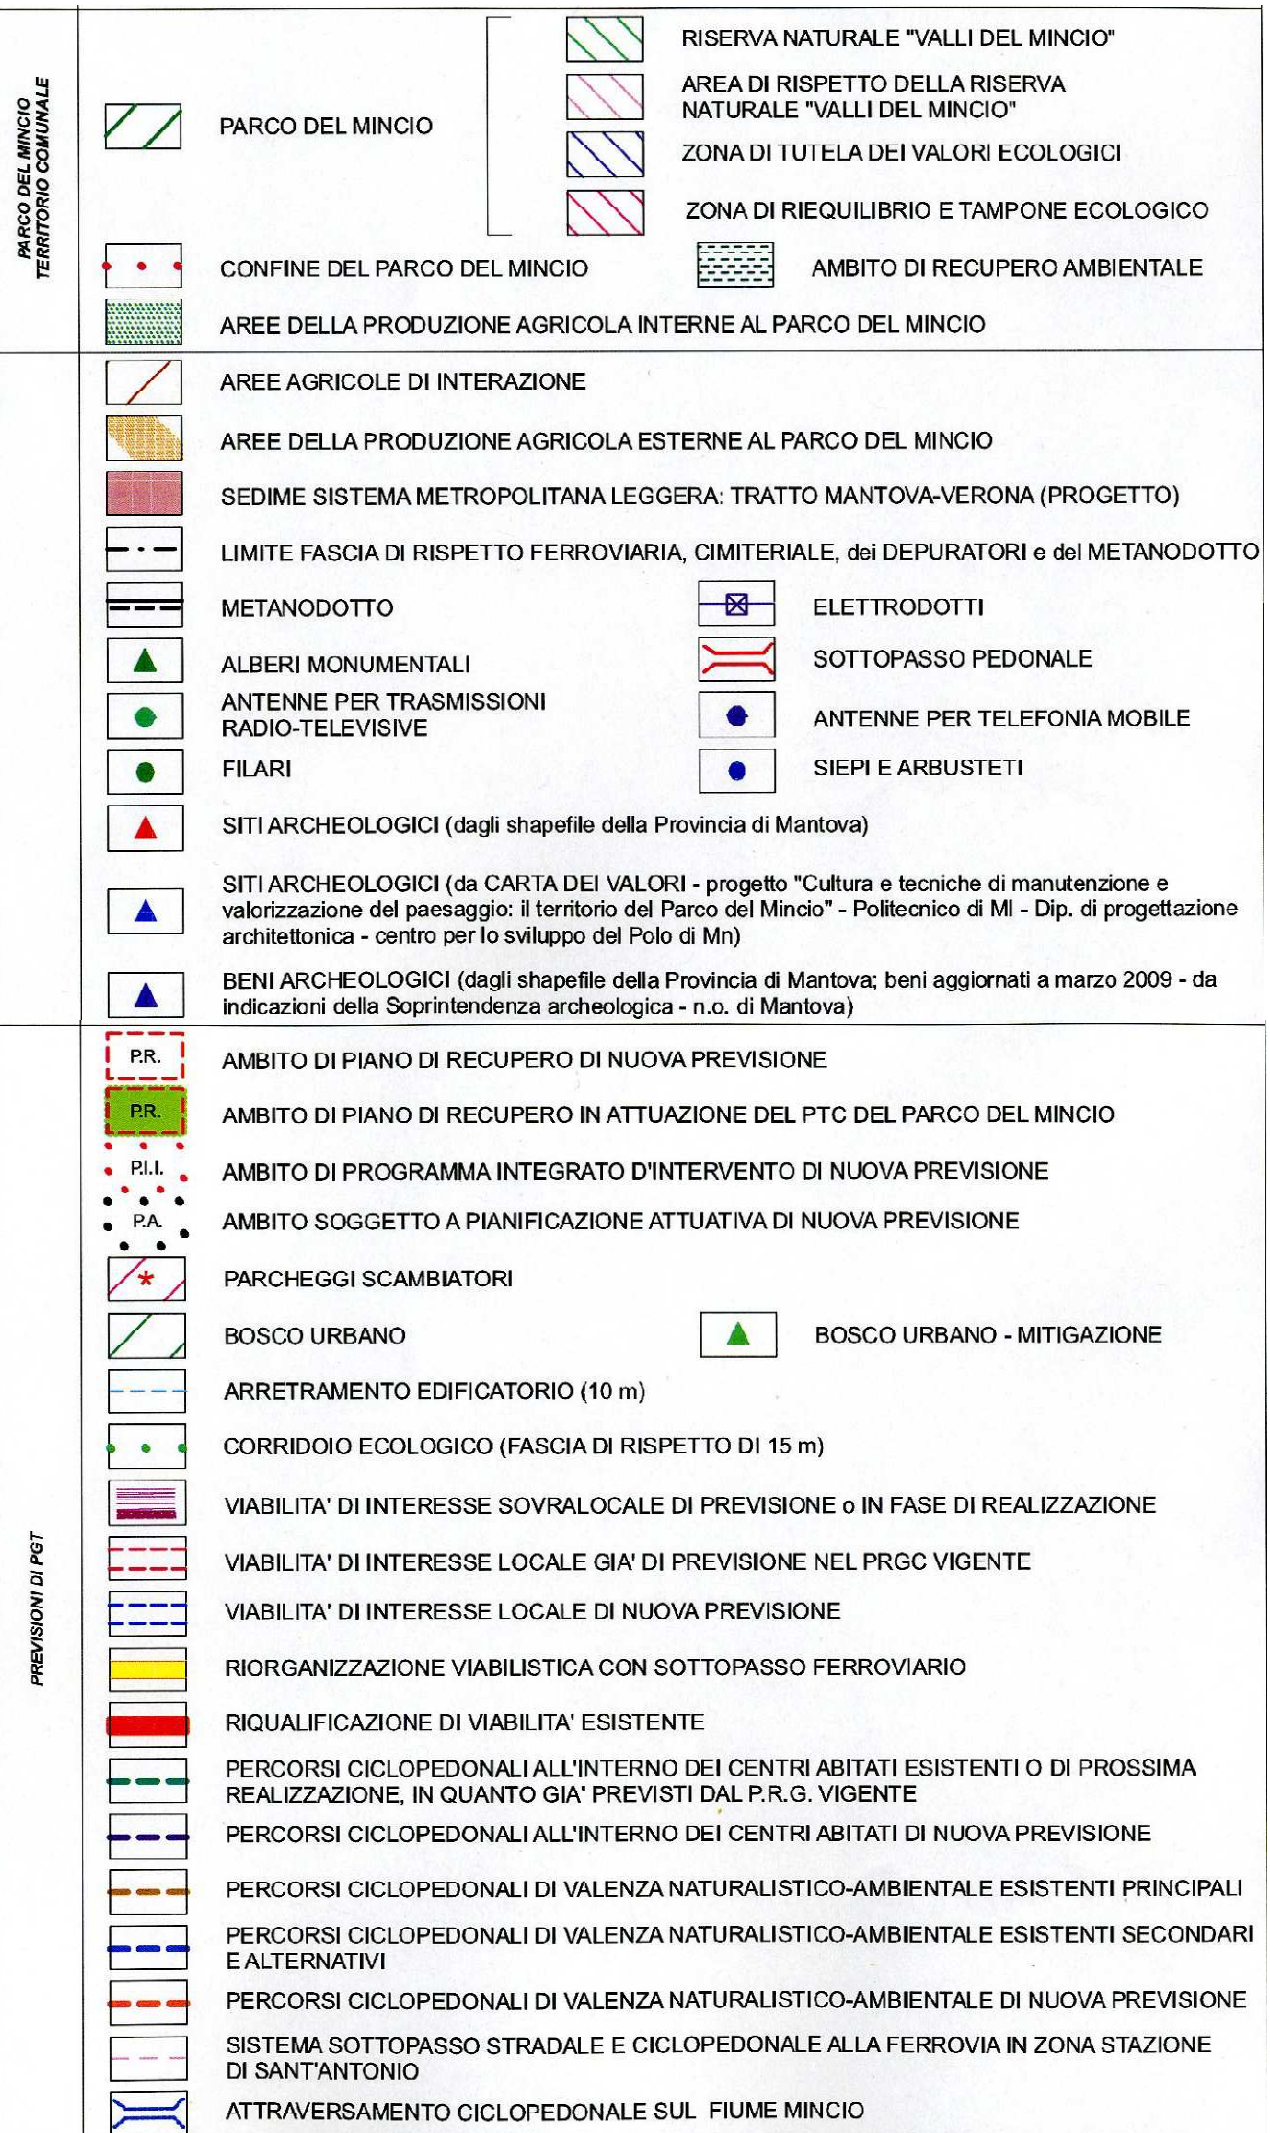 PARCO DEL MINCIO
TERRITORIO COMUNALE
PARCO DEL MINCIO
RISERVA NATURALE "VALLI DEL MINCIO"
AREA DI RISPETTO DELLA RISERVA
NATURALE "VALLI DEL MINCIO"
ZONA DI TUTELA DEI VALORI ECOLOGICI
ZONA DI RIEQUILIBRIO E TAMPONE ECOLOGICO
CONFINE DEL PARCO DEL MINCIO
AMBITO DI RECUPERO AMBIENTALE
AREE DELLA PRODUZIONE AGRICOLA INTERNE AL PARCO DEL MINCIO
AREE AGRICOLE DI INTERAZIONE
AREE DELLA PRODUZIONE AGRICOLA ESTERNE AL PARCO DEL MINCIO
SEDIME SISTEMA METROPOLITANA LEGGERA: TRATTO MANTOVA-VERONA (PROGETTO)
LIMITE FASCIA DI RISPETTO FERROVIARIA, CIMITERIALE, dei DEPURATORI e del METANODOTTO
METANODOTTO
ELETTRODOTTI
ALBERI MONUMENTALI
SOTTOPASSO PEDONALE
ANTENNE PER TRASMISSIONI
RADIO-TELEVISIVE
ANTENNE PER TELEFONIA MOBILE
FILARI
SIEPI E ARBUSTETI
SITI ARCHEOLOGICI (dagli shapefile della Provincia di Mantova)
SITI ARCHEOLOGICI (da CARTA DEI VALORI - progetto "Cultura e tecniche di manutenzione e
valorizzazione del paesaggio: il territorio del Parco del Mincio" - Politecnico di MI - Dip. di progettazione
architettonica - centro per lo sviluppo del Polo di Mn)
BENI ARCHEOLOGICI (dagli shapefile della Provincia di Mantova; beni aggiornati a marzo 2009 - da
indicazioni della Soprintendenza archeologica - n.o. di Mantova)
PREVISIONI DI PGT
P.R.
AMBITO DI PIANO DI RECUPERO DI NUOVA PREVISIONE
P.R.
AMBITO DI PIANO DI RECUPERO IN ATTUAZIONE DEL PTC DEL PARCO DEL MINCIO
P.I.I.
AMBITO DI PROGRAMMA INTEGRATO D'INTERVENTO DI NUOVA PREVISIONE
P.A.
AMBITO SOGGETTO A PIANIFICAZIONE ATTUATIVA DI NUOVA PREVISIONE
*
PARCHEGGI SCAMBIATORI
BOSCO URBANO
BOSCO URBANO - MITIGAZIONE
ARRETRAMENTO EDIFICATORIO (10 m)
CORRIDOIO ECOLOGICO (FASCIA DI RISPETTO DI 15 m)
VIABILITA' DI INTERESSE SOVRALOCALE DI PREVISIONE o IN FASE DI REALIZZAZIONE
VIABILITA' DI INTERESSE LOCALE GIA' DI PREVISIONE NEL PRGC VIGENTE
VIABILITA' DI INTERESSE LOCALE DI NUOVA PREVISIONE
RIORGANIZZAZIONE VIABILISTICA CON SOTTOPASSO FERROVIARIO
RIQUALIFICAZIONE DI VIABILITA' ESISTENTE
PERCORSI CICLOPEDONALI ALL'INTERNO DEI CENTRI ABITATI ESISTENTI O DI PROSSIMA
REALIZZAZIONE, IN QUANTO GIA' PREVISTI DAL P.R.G. VIGENTE
PERCORSI CICLOPEDONALI ALL'INTERNO DEI CENTRI ABITATI DI NUOVA PREVISIONE
PERCORSI CICLOPEDONALI DI VALENZA NATURALISTICO-AMBIENTALE ESISTENTI PRINCIPALI
PERCORSI CICLOPEDONALI DI VALENZA NATURALISTICO-AMBIENTALE ESISTENTI SECONDARI
E ALTERNATIVI
PERCORSI CICLOPEDONALI DI VALENZA NATURALISTICO-AMBIENTALE DI NUOVA PREVISIONE
SISTEMA SOTTOPASSO STRADALE E CICLOPEDONALE ALLA FERROVIA IN ZONA STAZIONE
DI SANT'ANTONIO
ATTRAVERSAMENTO CICLOPEDONALE SUL FIUME MINCIO